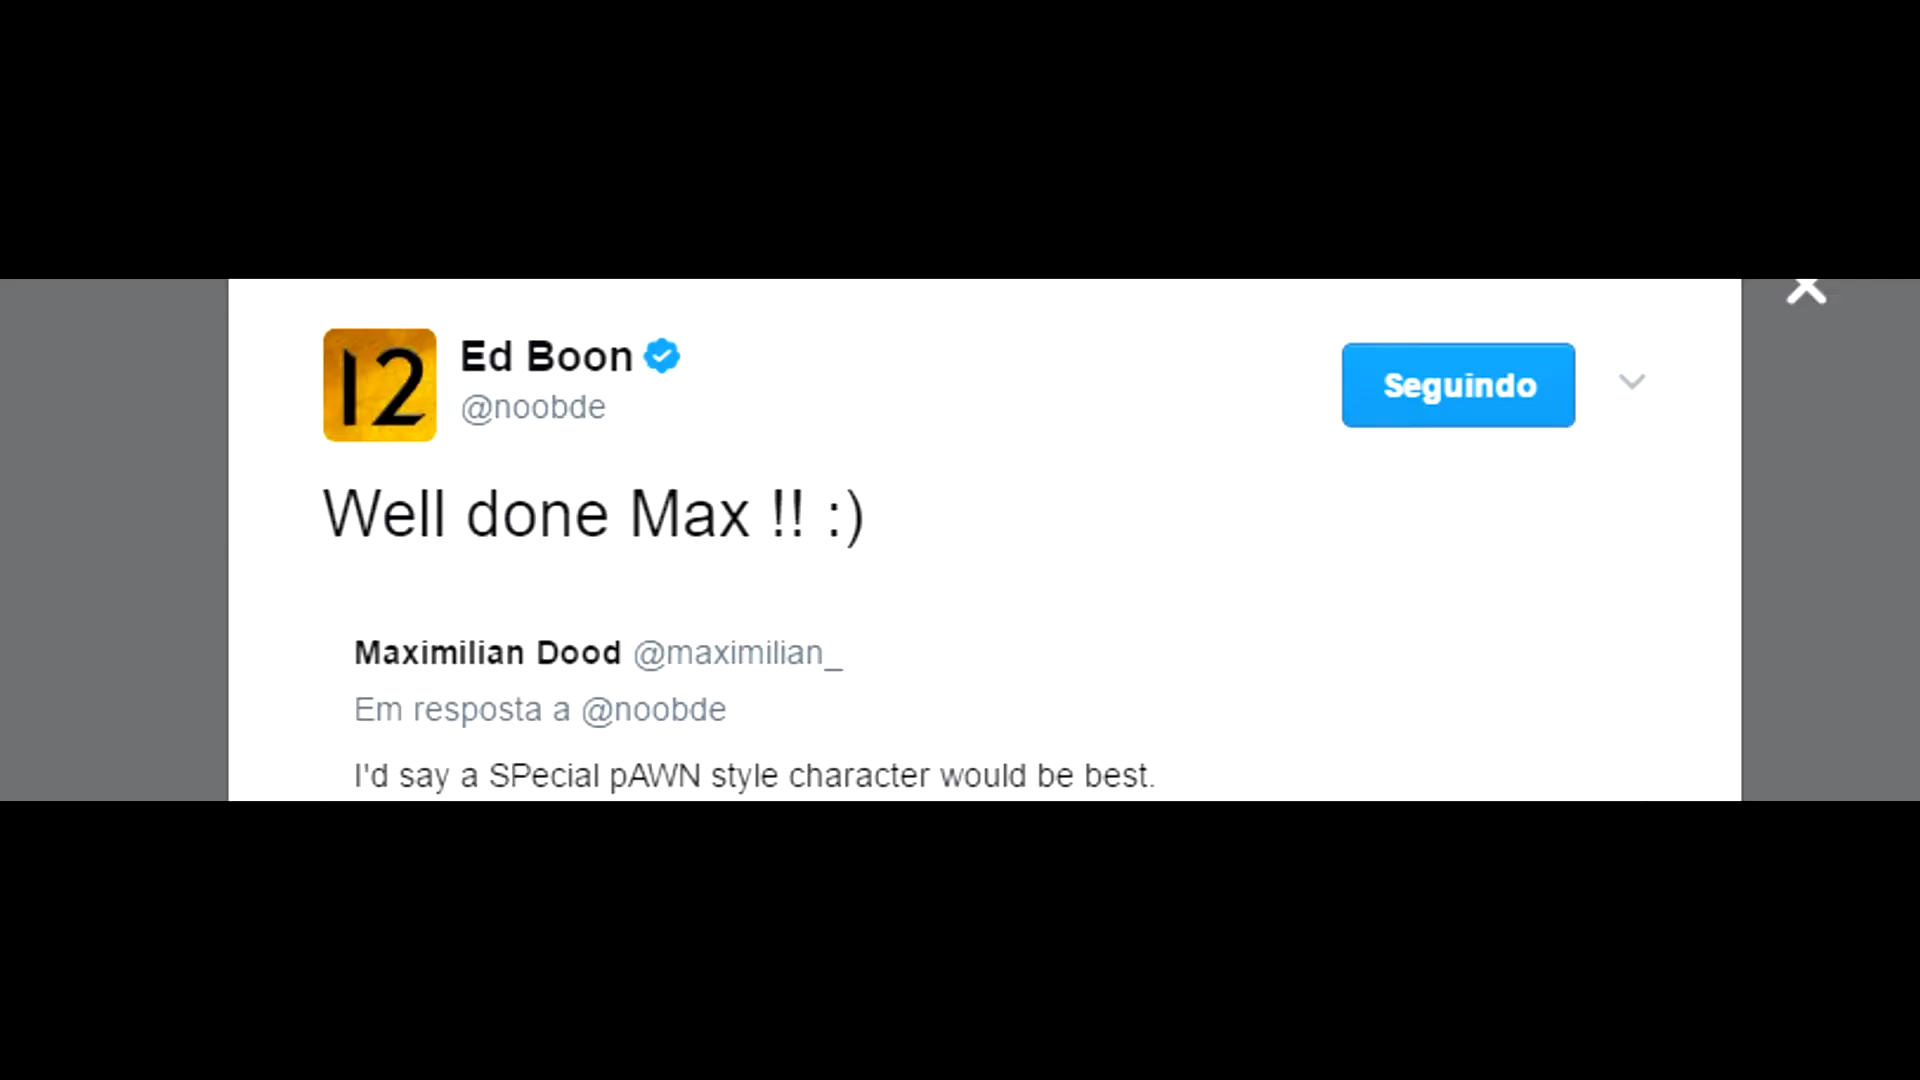 12
Ed Boon
@noobde
Seguindo
Well done Max !! :)
Maximilian Dood @maximilian_
Em resposta a @noobde
I'd say a SPecial pAWN style character would be best.